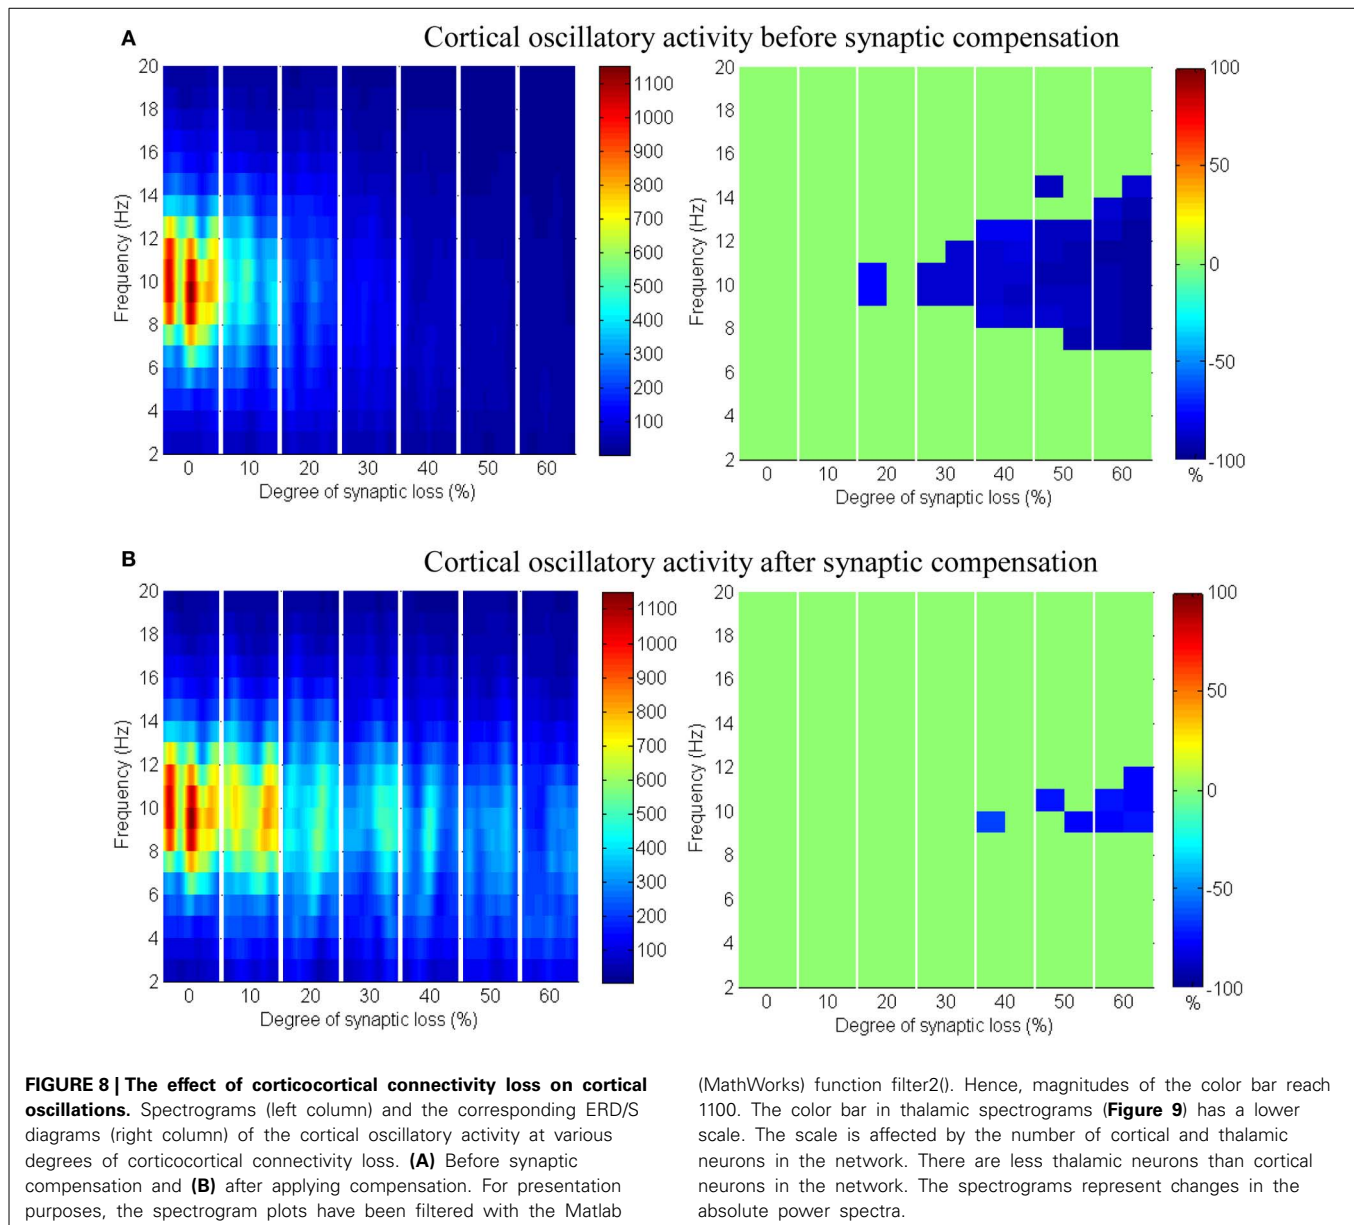 A
Cortical oscillatory activity before synaptic compensation
20
18
16
14
12
10
8
6
4
2
Frequency (Hz)
0 10 20 30 40 50 60
Degree of synaptic loss (%)
1100
1000
900
800
700
600
500
400
300
200
100
20
18
16
14
12
10
8
6
4
2
Frequency (Hz)
0 10 20 30 40 50 60
Degree of synaptic loss (%)
100
50
0
-50
-100
%
B
Cortical oscillatory activity after synaptic compensation
20
18
16
14
12
10
8
6
4
2
Frequency (Hz)
0 10 20 30 40 50 60
Degree of synaptic loss (%)
1100
1000
900
800
700
600
500
400
300
200
100
20
18
16
14
12
10
8
6
4
2
Frequency (Hz)
0 10 20 30 40 50 60
Degree of synaptic loss (%)
100
50
0
-50
-100
%
FIGURE 8 | The effect of corticocortical connectivity loss on cortical
oscillations. Spectrograms (left column) and the corresponding ERD/S
diagrams (right column) of the cortical oscillatory activity at various
degrees of corticocortical connectivity loss. (A) Before synaptic
compensation and (B) after applying compensation. For presentation
purposes, the spectrogram plots have been filtered with the Matlab
(MathWorks) function filter2(). Hence, magnitudes of the color bar reach
1100. The color bar in thalamic spectrograms (Figure 9) has a lower
scale. The scale is affected by the number of cortical and thalamic
neurons in the network. There are less thalamic neurons than cortical
neurons in the network. The spectrograms represent changes in the
absolute power spectra.